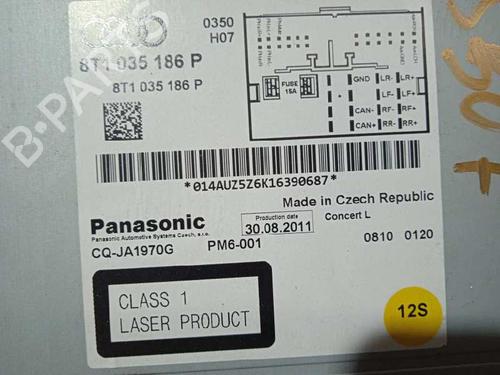 0350
H07
8T1 035 186 P
8T1 035 186 P
FUSE
15A
GND LR- LR+
LF- LF+
CAN- RF- RF+
CAN+ RR- RR+
*014AUZ5Z6K16390687*
Made in Czech Republic
Panasonic
Panasonic Automotive Systems Czech, s.r.o.
Production date
30.08.2011
Concert L
CQ-JA1970G
PM6-001
0810 0120
CLASS 1
LASER PRODUCT
12S
B-PARTS